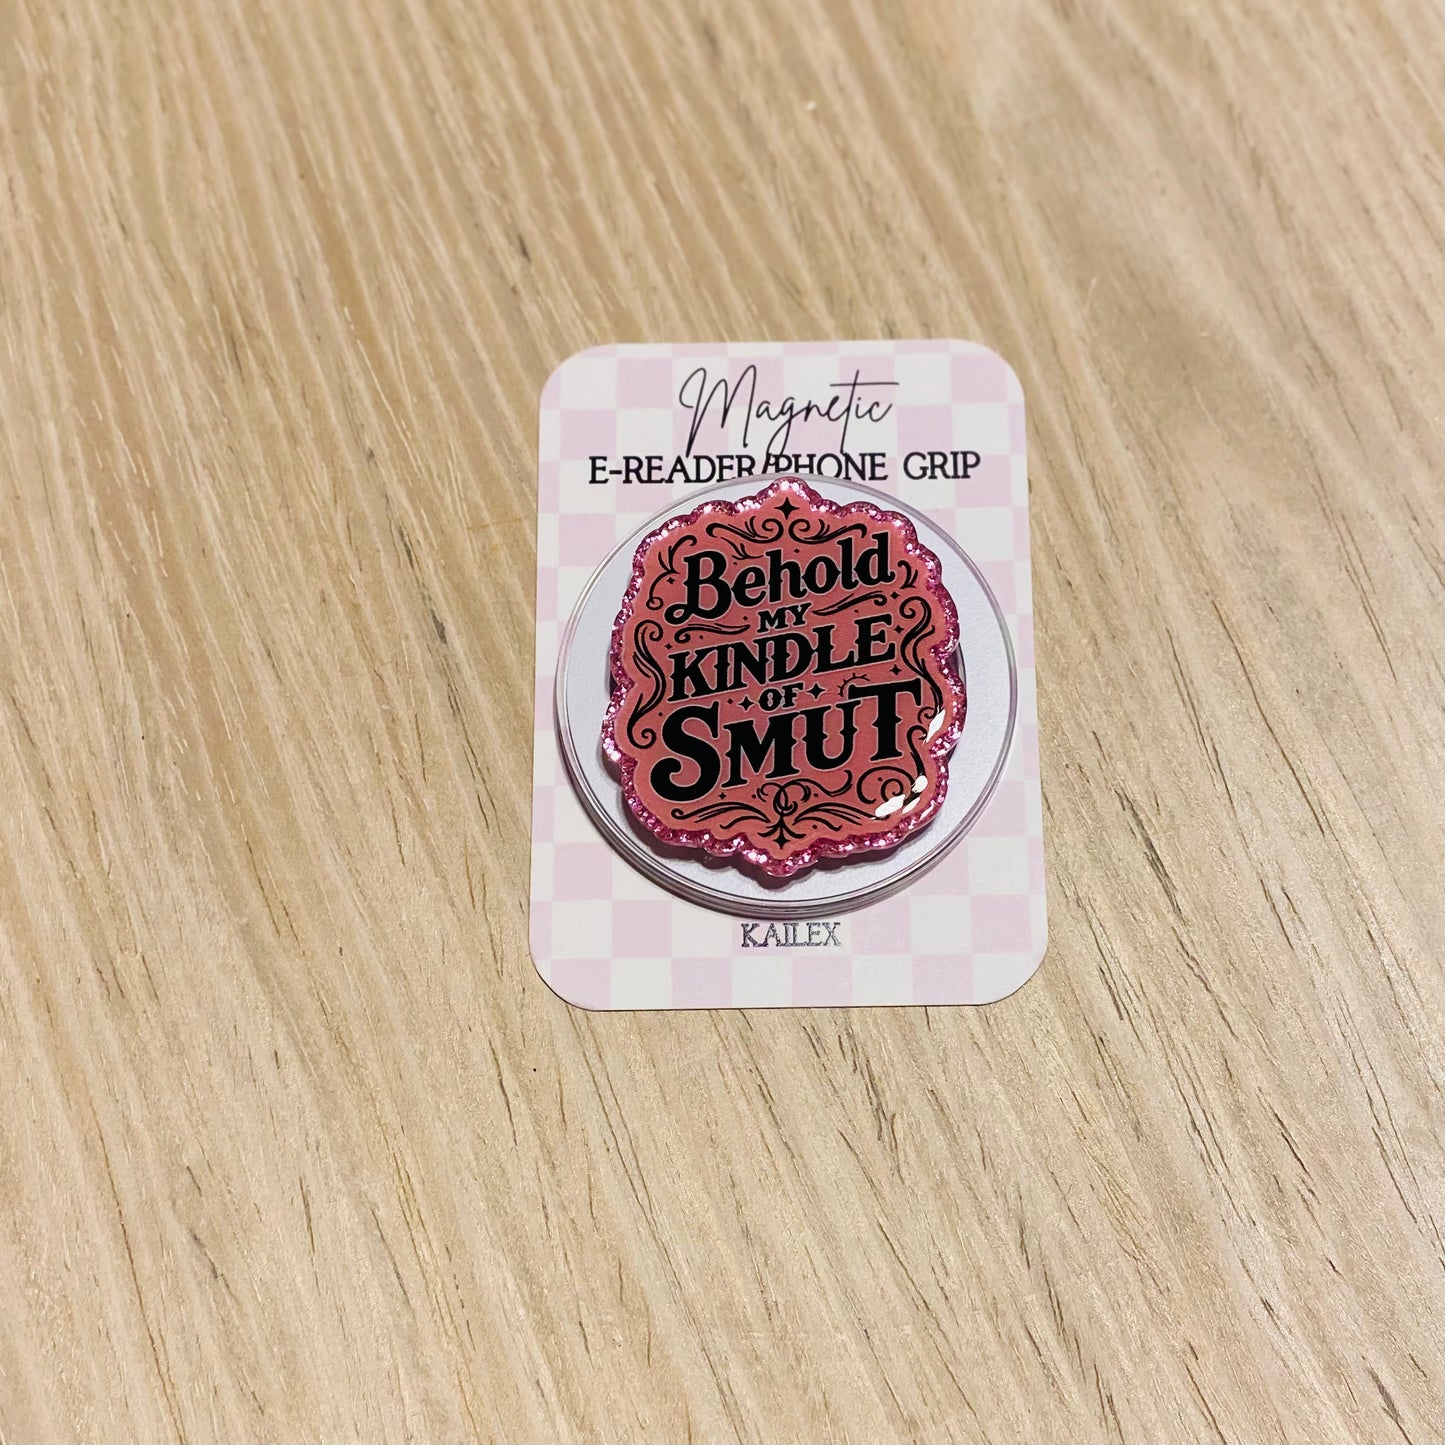 Magnetic
E-READER/PHONE GRIP
Behold
MY
KINDLE
OF
SMUT
KAILEX